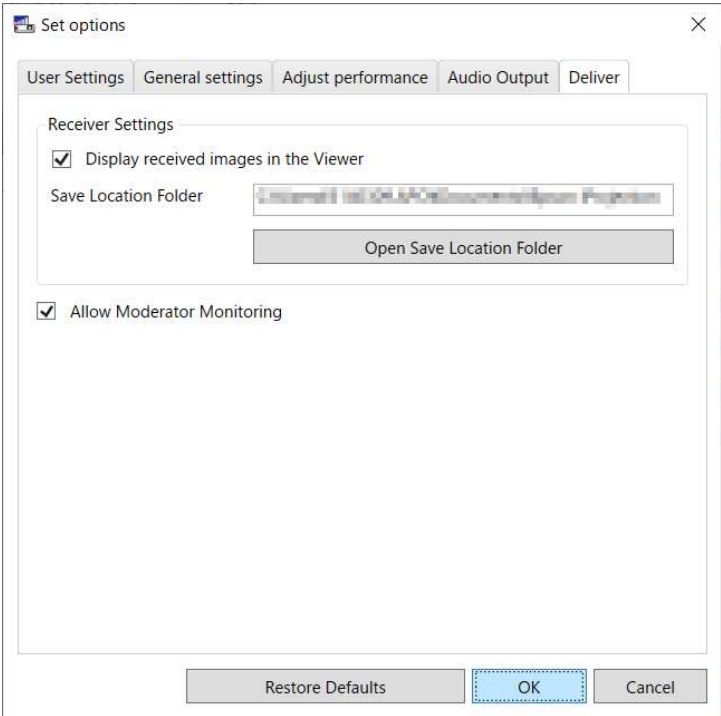 Set options
User Settings General settings Adjust performance Audio Output Deliver
Receiver Settings
Display received images in the Viewer
Save Location Folder
Open Save Location Folder
Allow Moderator Monitoring
Restore Defaults OK Cancel